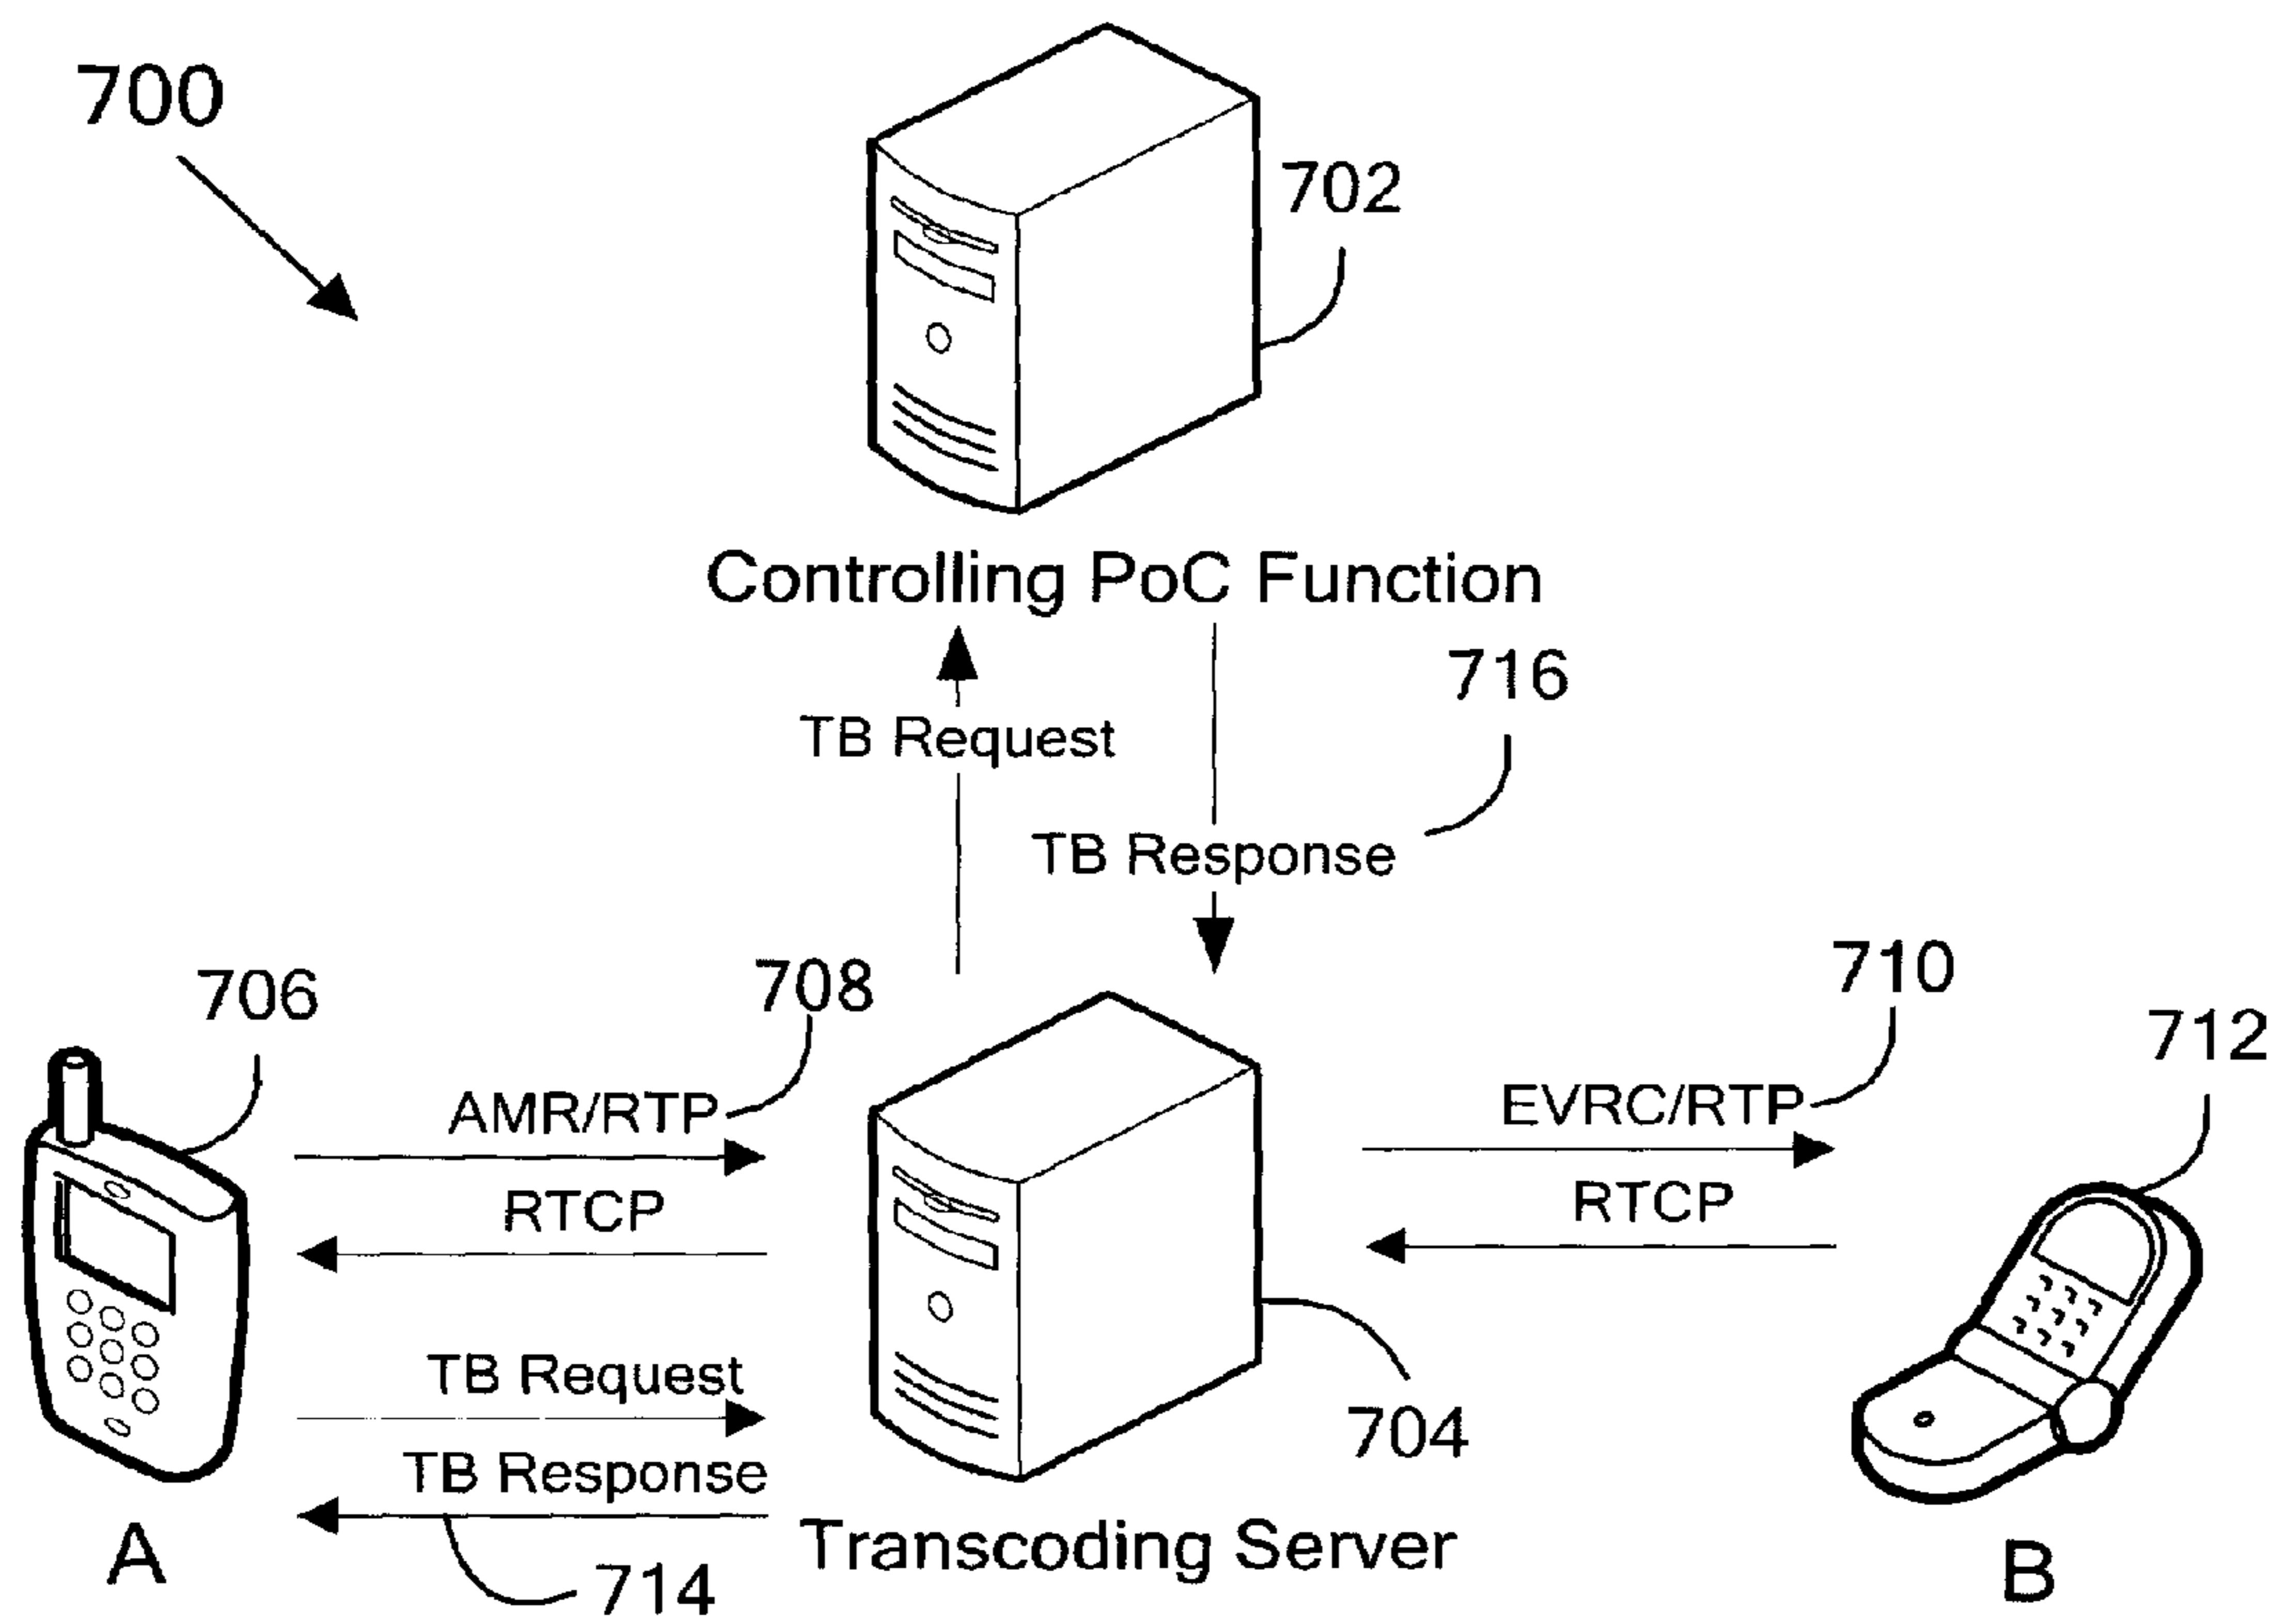 700
702
Controlling PoC Function
716
TB Request
TB Response
710
708
706
712
AMR/RTP
EVRC/RTP
RTCP
RTCP
TB Request
704
TB Response
Transcoding Server
A
714
B